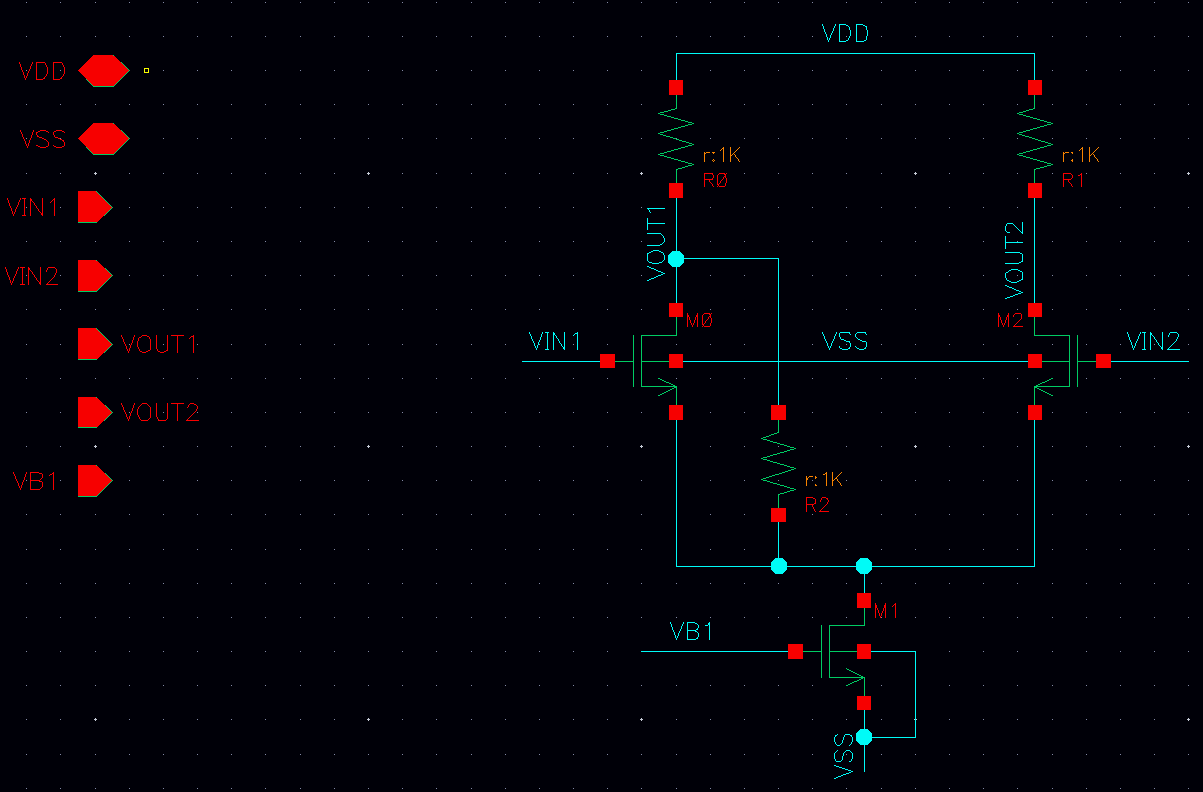 VDD
VSS
VIN1
VIN2
VOUT1
VOUT2
VB1
VDD
r:1K
R0
r:1K
R1
VOUT1
VOUT2
M0
M2
VIN1
VSS
VIN2
r:1K
R2
M1
VB1
VSS